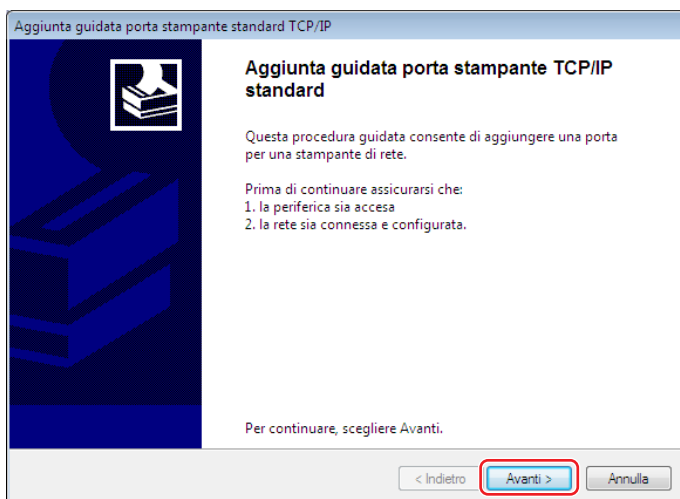 Aggiunta guidata porta stampante standard TCP/IP
Aggiunta guidata porta stampante TCP/IP
standard
Questa procedura guidata consente di aggiungere una porta
per una stampante di rete.
Prima di continuare assicurarsi che:
1. la periferica sia accesa
2. la rete sia connessa e configurata.
Per continuare, scegliere Avanti.
< Indietro
Avanti >
Annulla